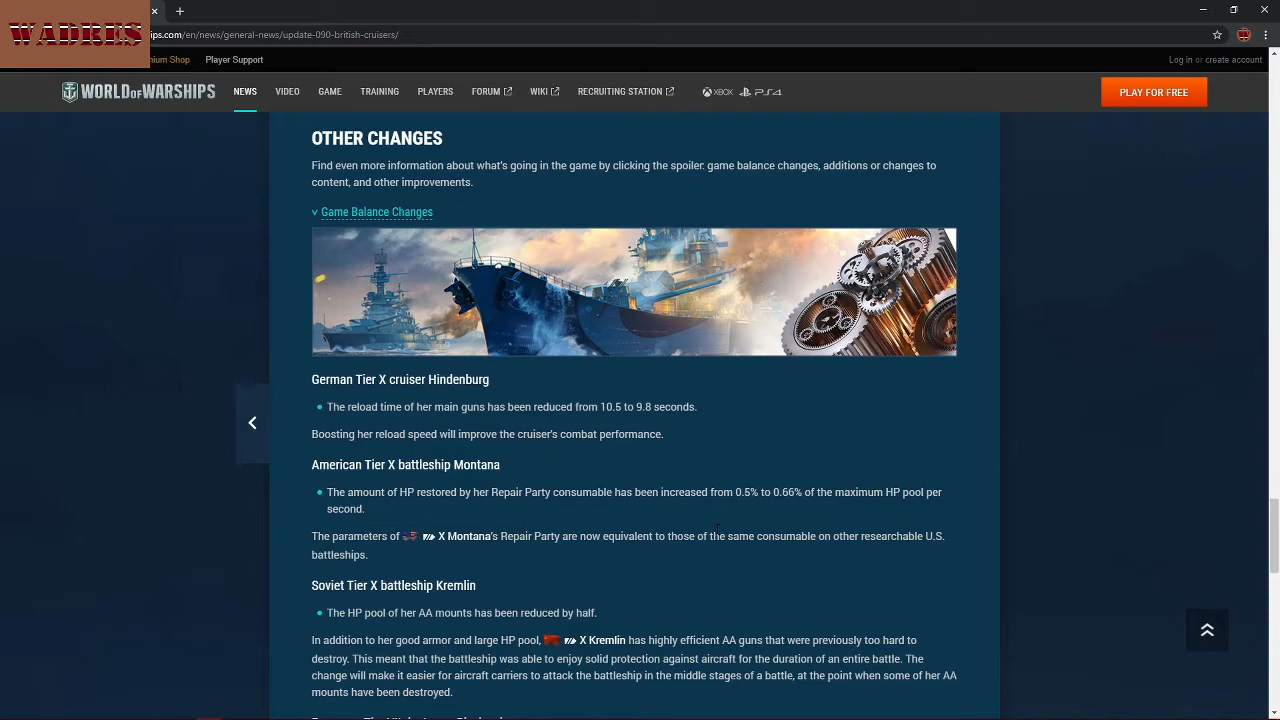 WADRES
ips.com/en/news/general-news/update-090-british-cruisers/
nium Shop Player Support Log in or create account
WORLD OF WARSHIPS NEWS VIDEO GAME TRAINING PLAYERS FORUM WIKI RECRUITING STATION XBOX PS4 PLAY FOR FREE
OTHER CHANGES
Find even more information about what's going in the game by clicking the spoiler: game balance changes, additions or changes to
content, and other improvements.
Game Balance Changes
German Tier X cruiser Hindenburg
The reload time of her main guns has been reduced from 10.5 to 9.8 seconds.
Boosting her reload speed will improve the cruiser's combat performance.
American Tier X battleship Montana
The amount of HP restored by her Repair Party consumable has been increased from 0.5% to 0.66% of the maximum HP pool per
second.
The parameters of X Montana's Repair Party are now equivalent to those of the same consumable on other researchable U.S.
battleships.
Soviet Tier X battleship Kremlin
The HP pool of her AA mounts has been reduced by half.
In addition to her good armor and large HP pool, X Kremlin has highly efficient AA guns that were previously too hard to
destroy. This meant that the battleship was able to enjoy solid protection against aircraft for the duration of an entire battle. The
change will make it easier for aircraft carriers to attack the battleship in the middle stages of a battle, at the point when some of her AA
mounts have been destroyed.